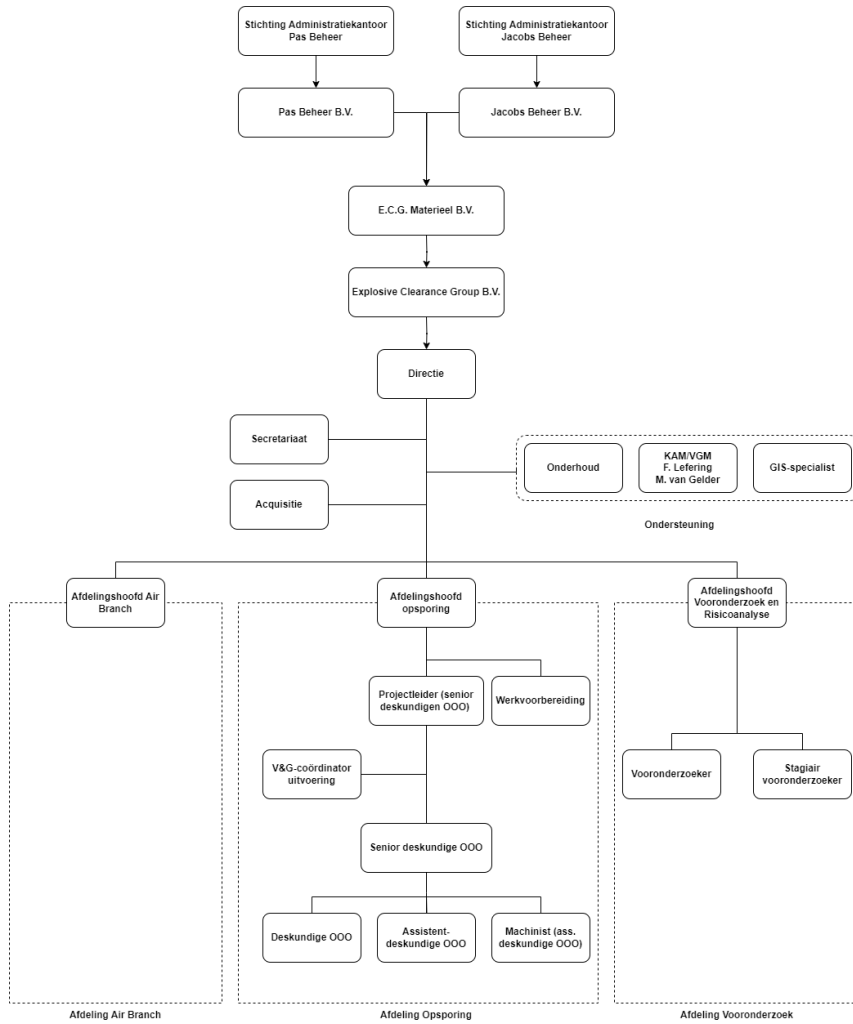 Stichting Administratiekantoor
Pas Beheer
Stichting Administratiekantoor
Jacobs Beheer
Pas Beheer B.V.
Jacobs Beheer B.V.
E.C.G. Materieel B.V.
Explosive Clearance Group B.V.
Directie
Secretariaat
Onderhoud
KAM/VGM
F. Lefering
M. van Gelder
GIS-specialist
Acquisitie
Ondersteuning
Afdelingshoofd Air
Branch
Afdelingshoofd
opsporing
Afdelingshoofd
Vooronderzoek en
Risicoanalyse
Projectleider (senior
deskundigen OOO)
Werkvoorbereiding
V&G-coördinator
uitvoering
Vooronderzoeker
Stagiair
vooronderzoeker
Senior deskundige OOO
Deskundige OOO
Assistent-
deskundige OOO
Machinist (ass.
deskundige OOO)
Afdeling Air Branch
Afdeling Opsporing
Afdeling Vooronderzoek